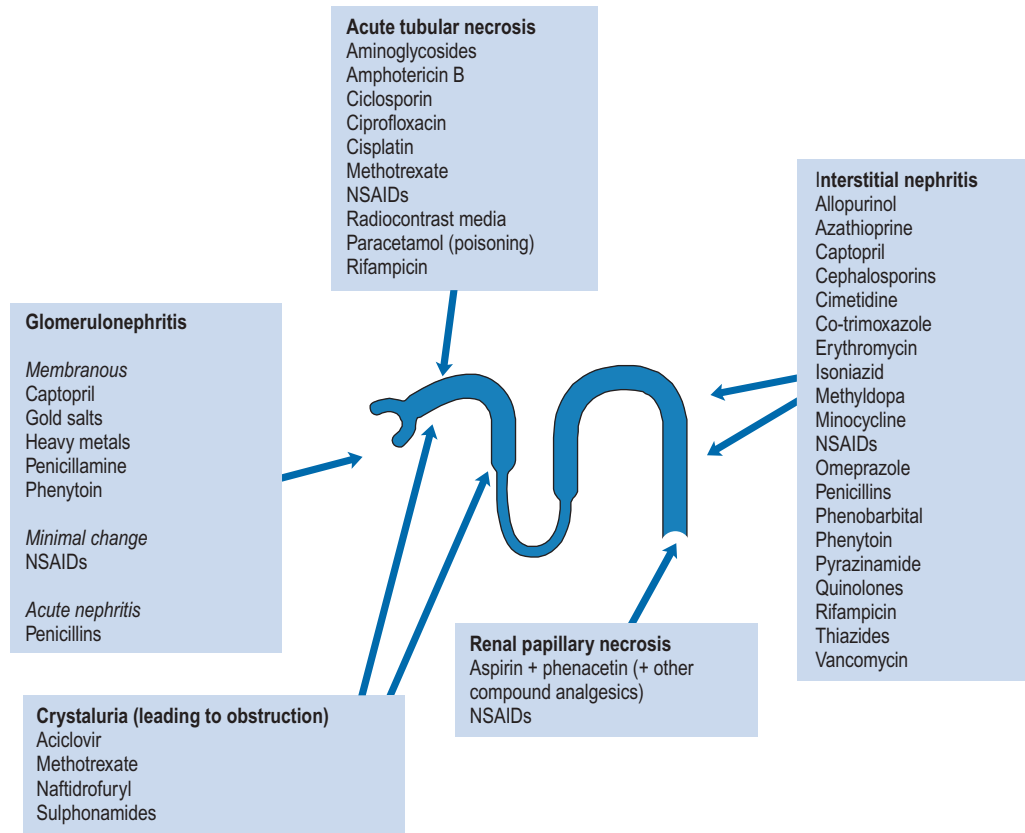 Acute tubular necrosis
Aminoglycosides
Amphotericin B
Ciclosporin
Ciprofloxacin
Cisplatin
Methotrexate
NSAIDs
Radiocontrast media
Paracetamol (poisoning)
Rifampicin
Interstitial nephritis
Allopurinol
Azathioprine
Captopril
Cephalosporins
Cimetidine
Co-trimoxazole
Erythromycin
Isoniazid
Methyldopa
Minocycline
NSAIDs
Omeprazole
Penicillins
Phenobarbital
Phenytoin
Pyrazinamide
Quinolones
Rifampicin
Thiazides
Vancomycin
Glomerulonephritis
Membranous
Captopril
Gold salts
Heavy metals
Penicillamine
Phenytoin
Minimal change
NSAIDs
Acute nephritis
Penicillins
Renal papillary necrosis
Aspirin + phenacetin (+ other
compound analgesics)
NSAIDs
Crystaluria (leading to obstruction)
Aciclovir
Methotrexate
Naftidrofuryl
Sulphonamides